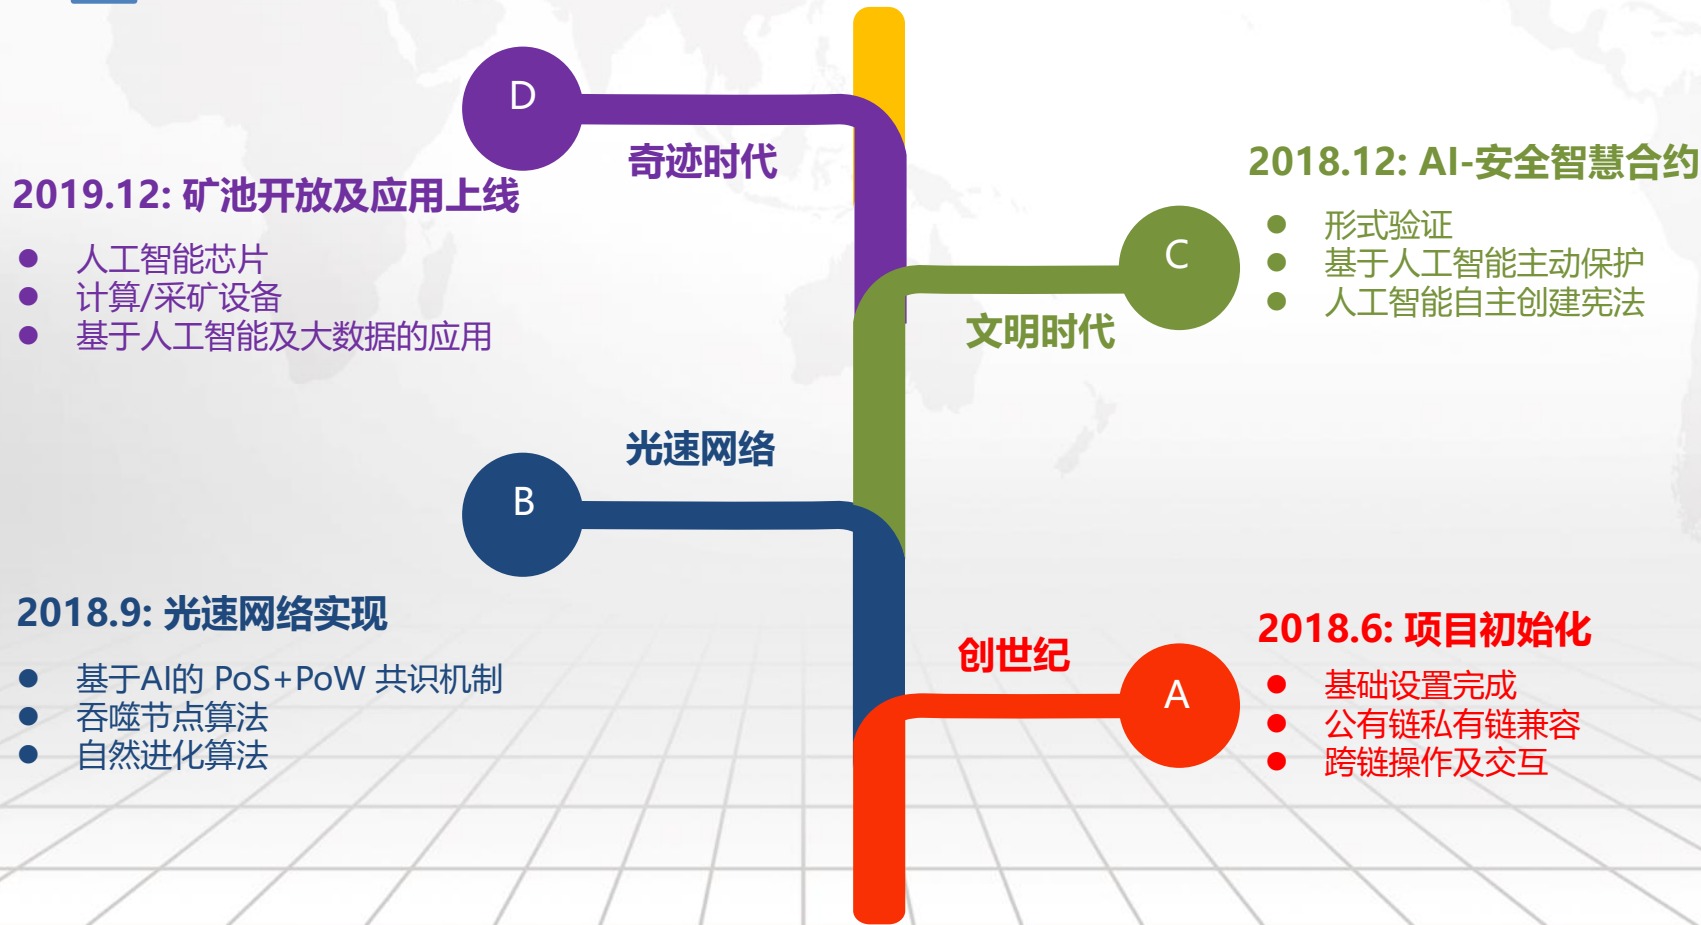 D
奇迹时代
2019.12: 矿池开放及应用上线
人工智能芯片
计算/采矿设备
基于人工智能及大数据的应用
2018.12: AI-安全智慧合约
C
形式验证
基于人工智能主动保护
人工智能自主创建宪法
文明时代
光速网络
B
2018.9: 光速网络实现
基于AI的 PoS+PoW 共识机制
吞噬节点算法
自然进化算法
创世纪
A
2018.6: 项目初始化
基础设置完成
公有链私有链兼容
跨链操作及交互